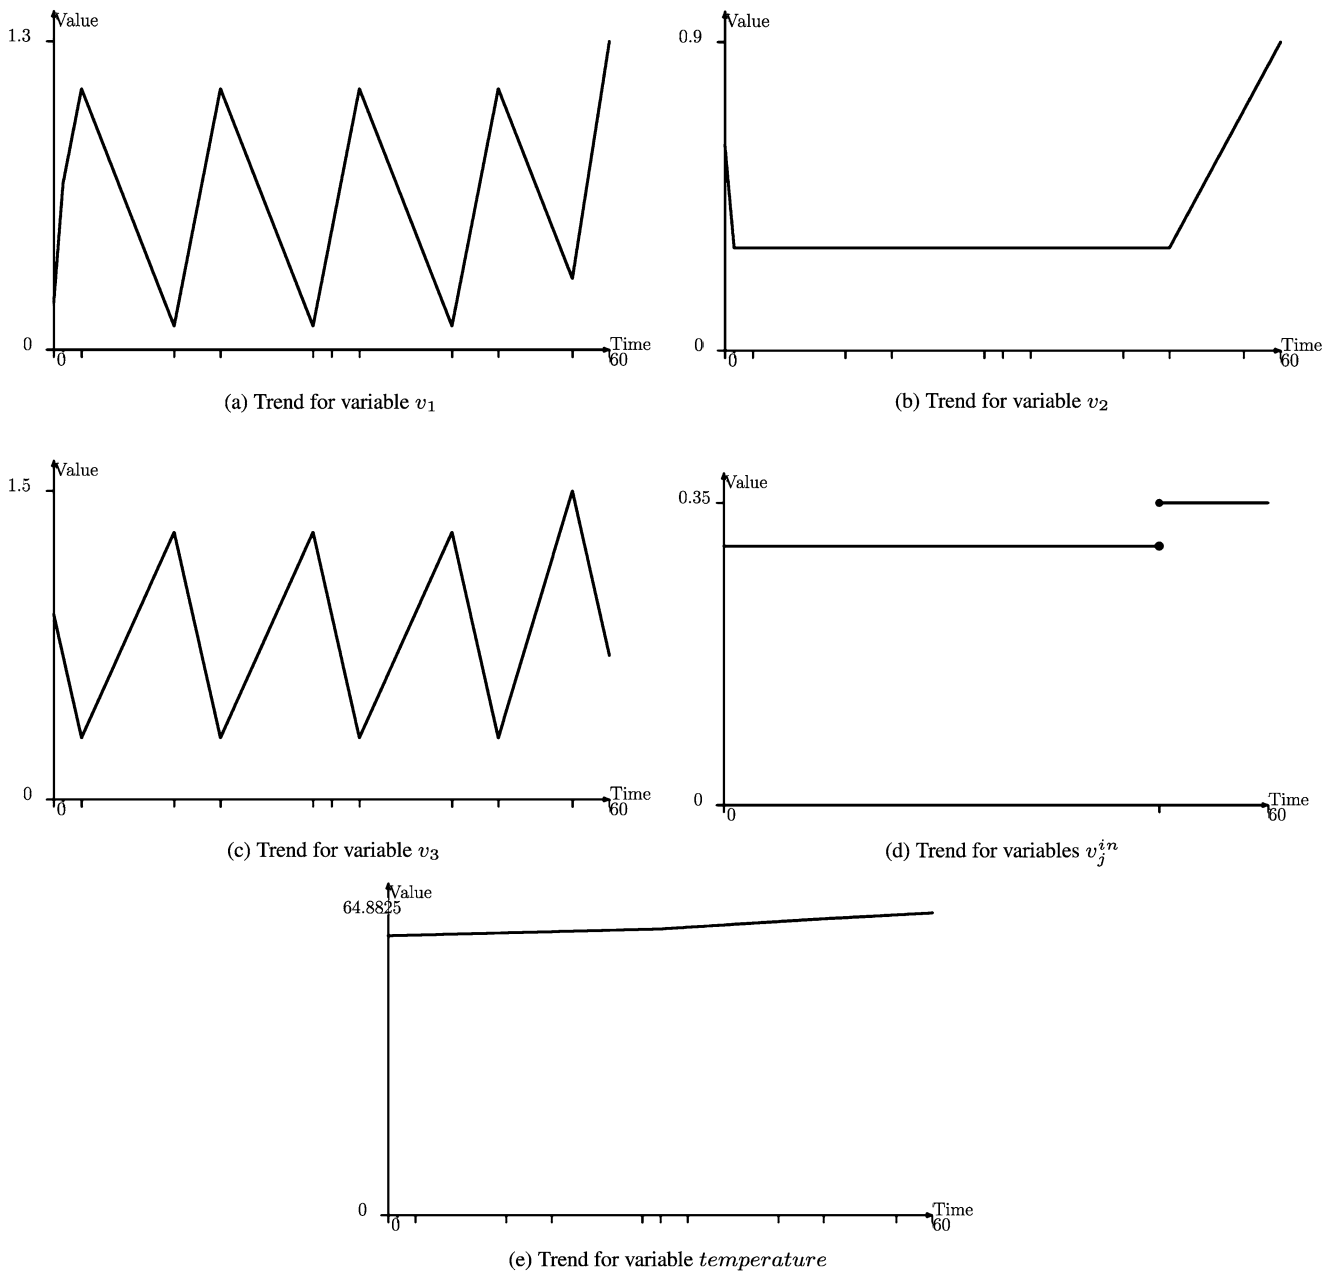 Value
1.3
0
0
Time
60
(a) Trend for variable v₁
Value
0.9
0
0
Time
60
(b) Trend for variable v₂
Value
1.5
0
0
Time
60
(c) Trend for variable v₃
Value
0.35
0
0
Time
60
(d) Trend for variables v_j^{in}
Value
64.8825
0
0
Time
60
(e) Trend for variable temperature